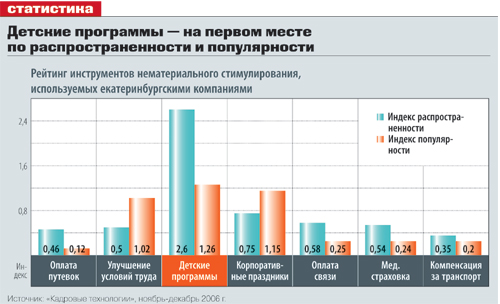 статистика
Детские программы — на первом месте
по распространенности и популярности
Рейтинг инструментов нематериального стимулирования,
используемых екатеринбургскими компаниями
Индекс распростра-
ненности
Индекс популяр-
ности
2,4
1,6
0,8
0,46 0,12 0,5 1,02 2,6 1,26 0,75 1,15 0,58 0,25 0,54 0,24 0,35 0,2
Ин-
декс
Оплата
путевок
Улучшение
условий труда
Детские
программы
Корпоратив-
ные праздники
Оплата
связи
Мед.
страховка
Компенсация
за транспорт
Источник: «Кадровые технологии», ноябрь-декабрь 2006 г.